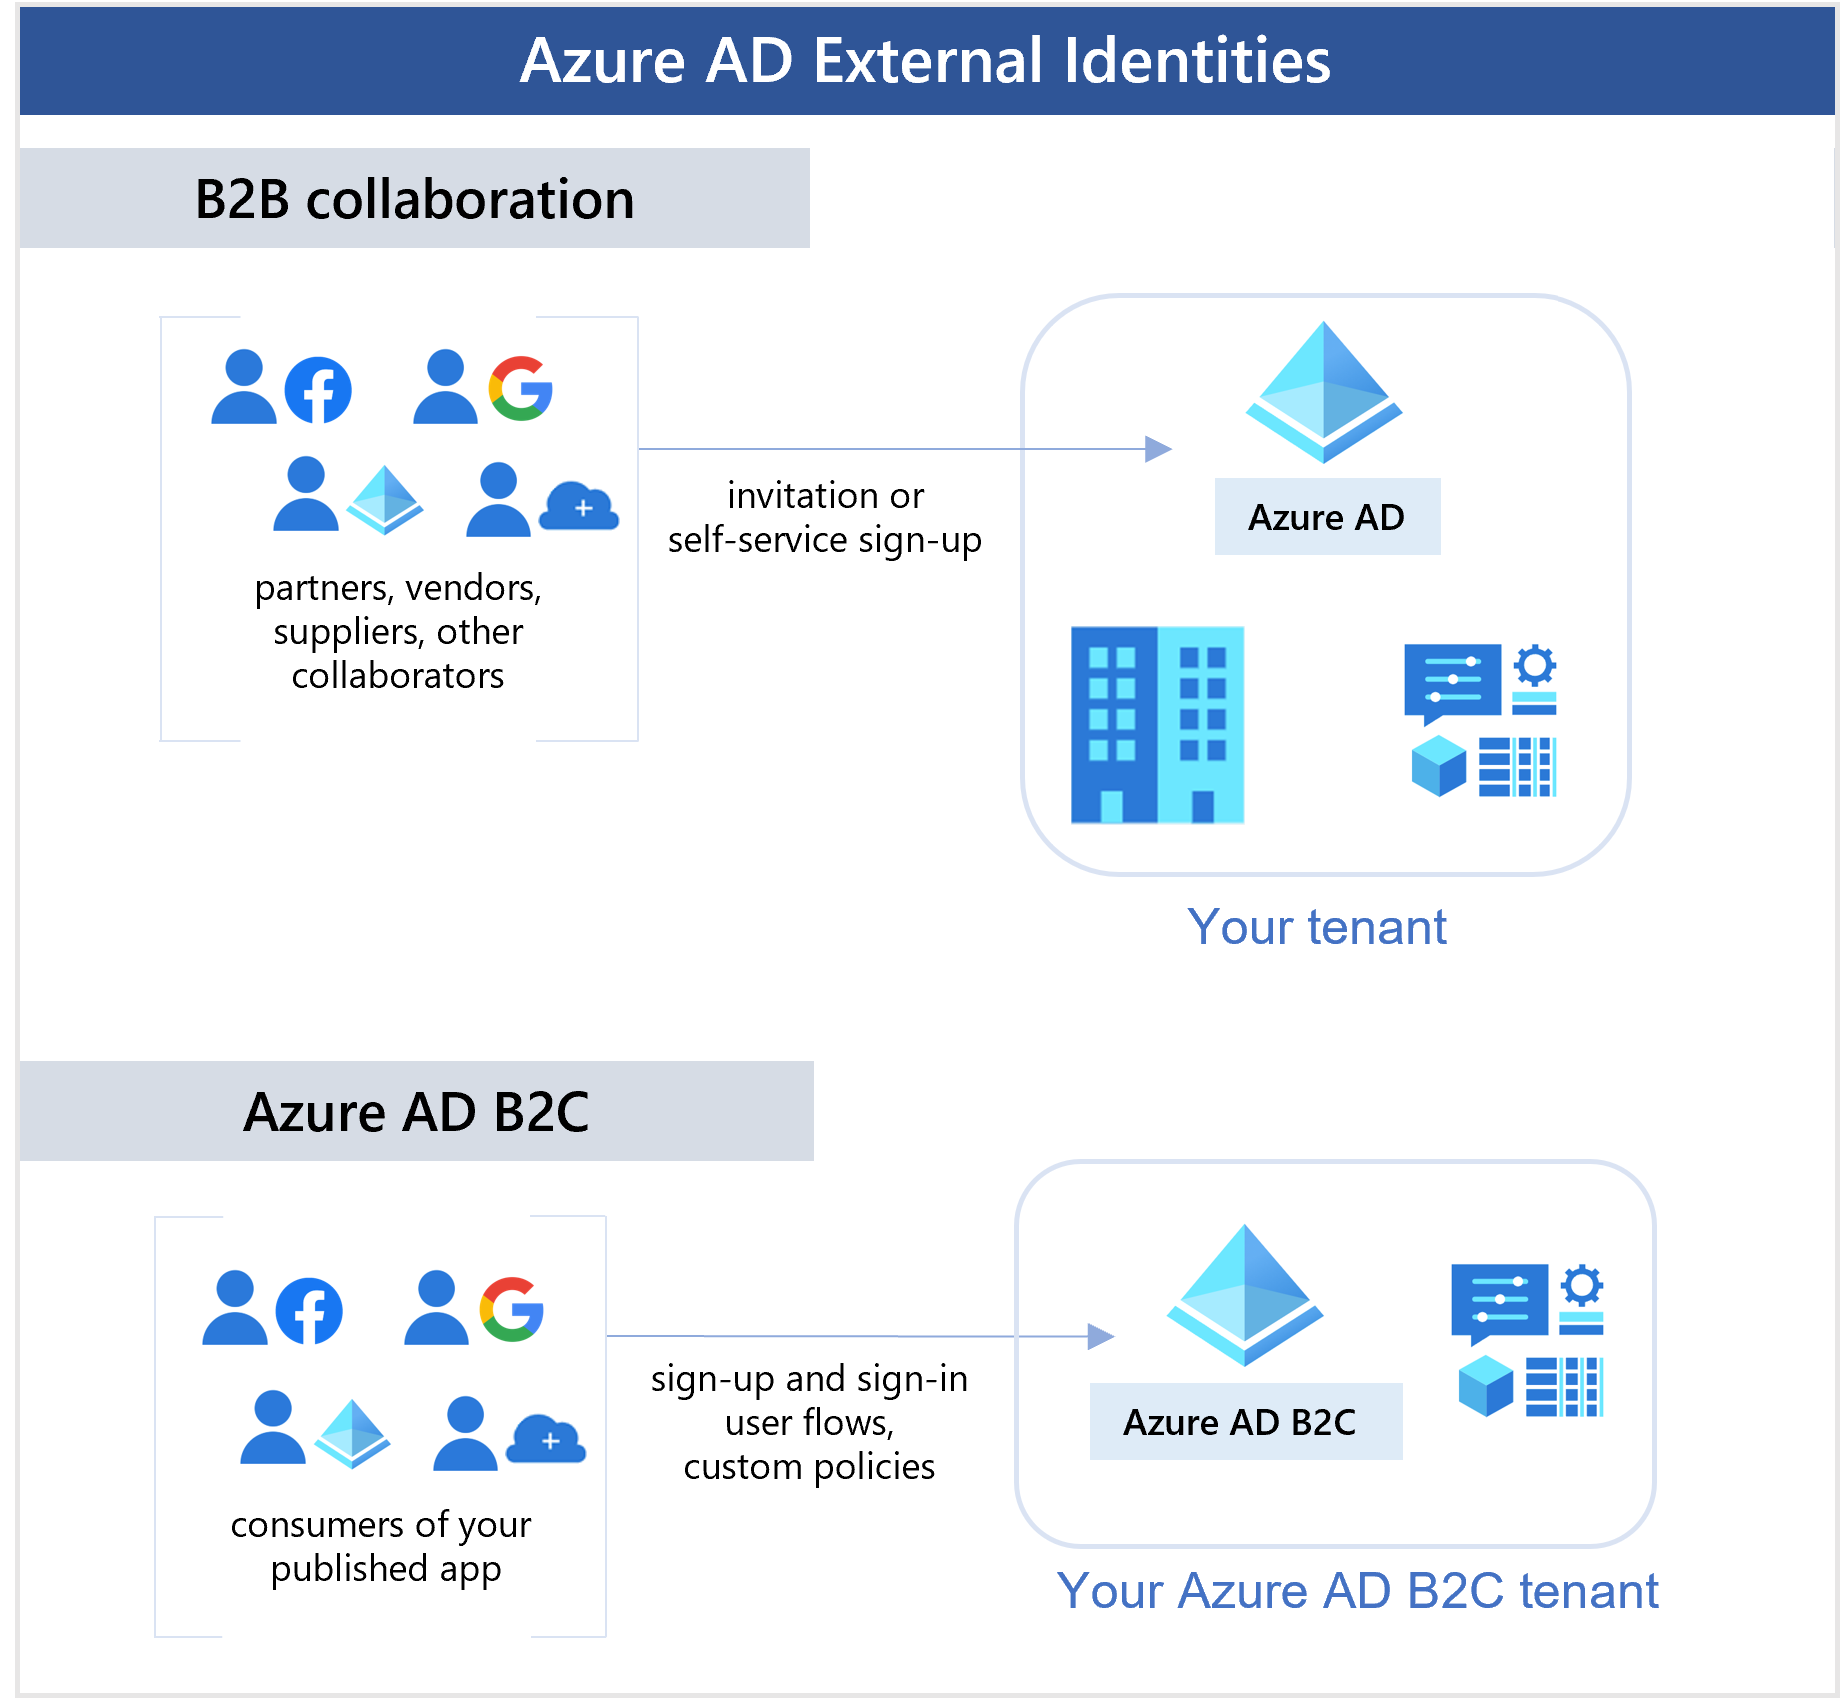 Azure AD External Identities
B2B collaboration
partners, vendors,
suppliers, other
collaborators
invitation or
self-service sign-up
Azure AD
Your tenant
Azure AD B2C
consumers of your
published app
sign-up and sign-in
user flows,
custom policies
Azure AD B2C
Your Azure AD B2C tenant